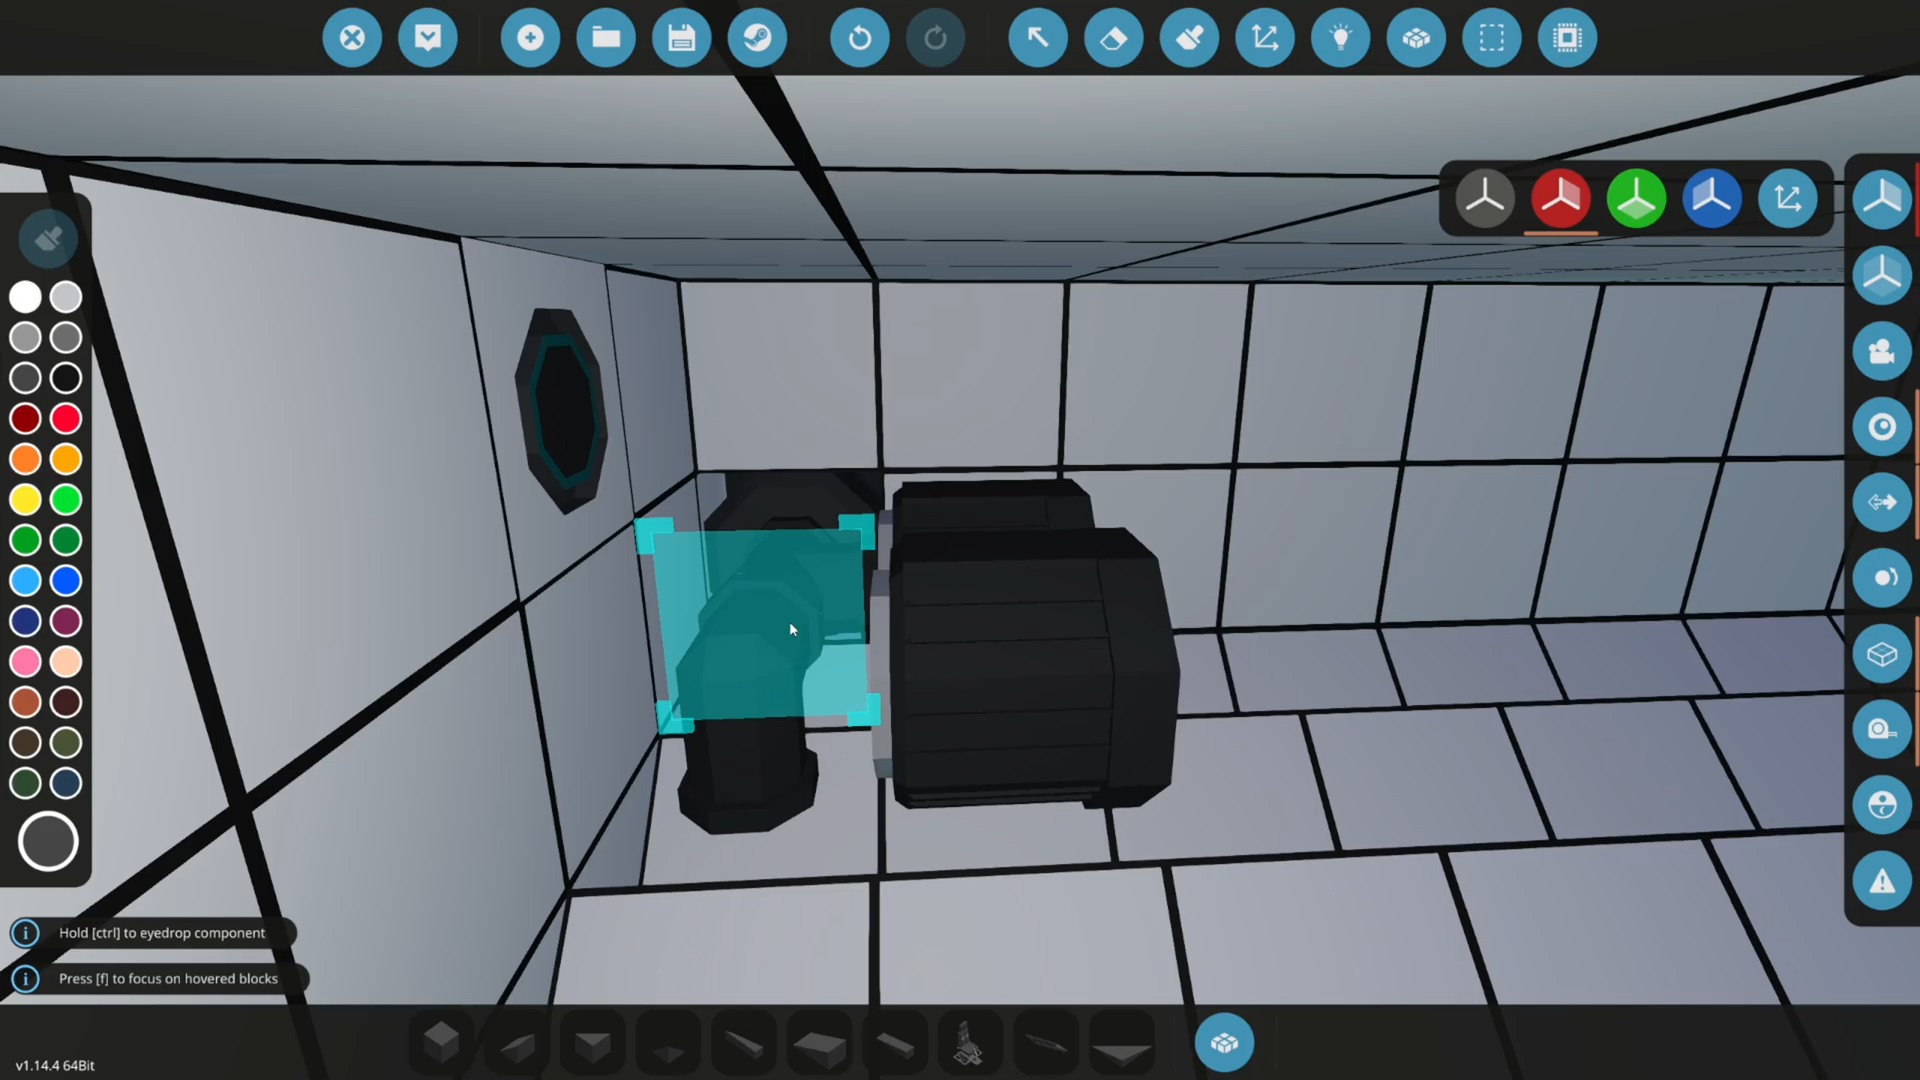 Hold [ctrl] to eyedrop component
Press [f] to focus on hovered blocks
v1.14.4 64Bit